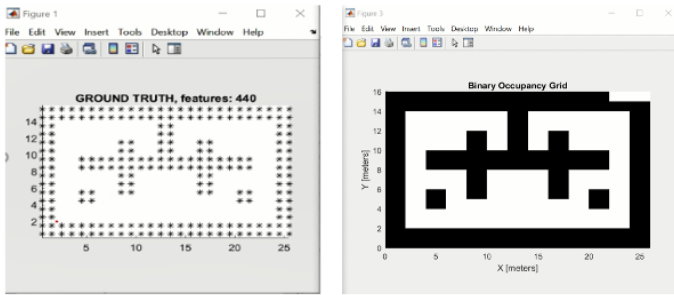 Figure 1
File Edit View Insert Tools Desktop Window Help
GROUND TRUTH, features: 440
14
12
10
8
6
4
2
5 10 15 20 25
Figure 3
File Edit View Insert Tools Desktop Window Help
Binary Occupancy Grid
16
14
12
10
8
6
4
2
0
Y [meters]
0 5 10 15 20 25
X [meters]